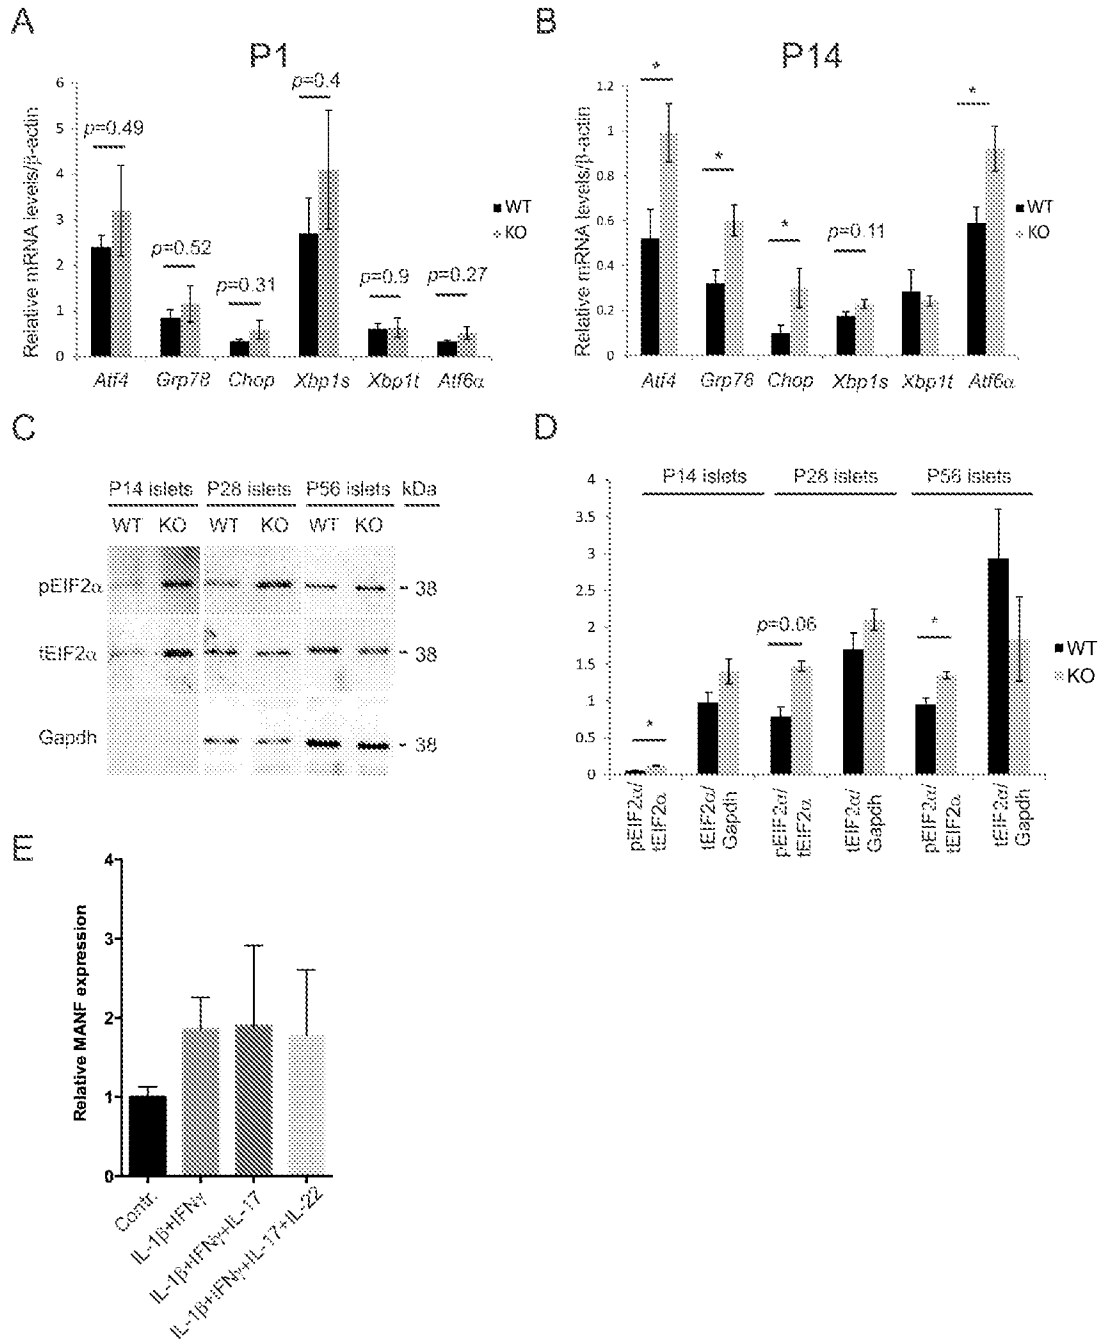 A
P1
Relative mRNA levels/β-actin
6
5
4
3
2
1
0
p=0.49
p=0.52
p=0.31
p=0.4
p=0.9
p=0.27
WT
KO
Atf4 Grp78 Chop Xbp1s Xbp1t Atf6α
B
P14
Relative mRNA levels/β-actin
1.2
1
0.8
0.6
0.4
0.2
0
*
*
*
p=0.11
*
WT
KO
Atf4 Grp78 Chop Xbp1s Xbp1t Atf6α
C
P14 islets P28 islets P56 islets kDa
WT KO WT KO WT KO
pEIF2α - 38
tEIF2α - 38
Gapdh - 38
D
P14 islets P28 islets P56 islets
4
3.5
3
2.5
2
1.5
1
0.5
0
*
p=0.06
*
WT
KO
pEIF2α/
tEIF2α
tEIF2α/
Gapdh
pEIF2α/
tEIF2α
tEIF2α/
Gapdh
pEIF2α/
tEIF2α
tEIF2α/
Gapdh
E
Relative MANF expression
4
3
2
1
0
Contr.
IL-1β+IFNγ
IL-1β+IFNγ+IL-17
IL-1β+IFNγ+IL-17+IL-22